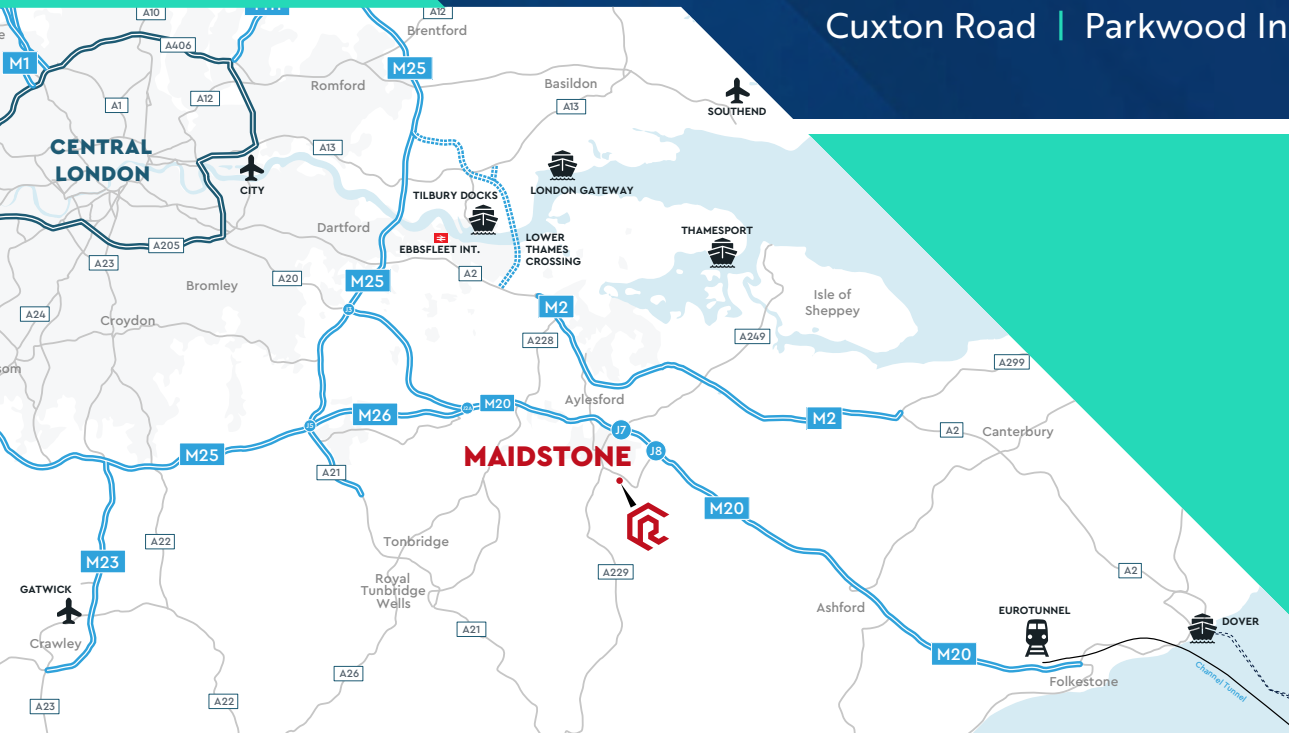 Cuxton Road | Parkwood In
A10
A12
Brentford
A406
M1
M25
Romford
Basildon
A1
A12
A13
SOUTHEND
CENTRAL
LONDON
A13
CITY
TILBURY DOCKS
LONDON GATEWAY
Dartford
EBBSFLEET INT.
LOWER
THAMES
CROSSING
THAMESPORT
A205
A23
A20
M25
A2
Bromley
M2
Isle of
Sheppey
A24
Croydon
J3
A228
A249
A299
som
Aylesford
M26
M20
M2
J5
J7
A2
Canterbury
M25
MAIDSTONE
J8
A21
M20
A22
Tonbridge
M23
A229
A2
Royal
Tunbridge
Wells
GATWICK
Ashford
EUROTUNNEL
DOVER
A21
Crawley
M20
A26
Folkestone
Channel Tunnel
A23
A22